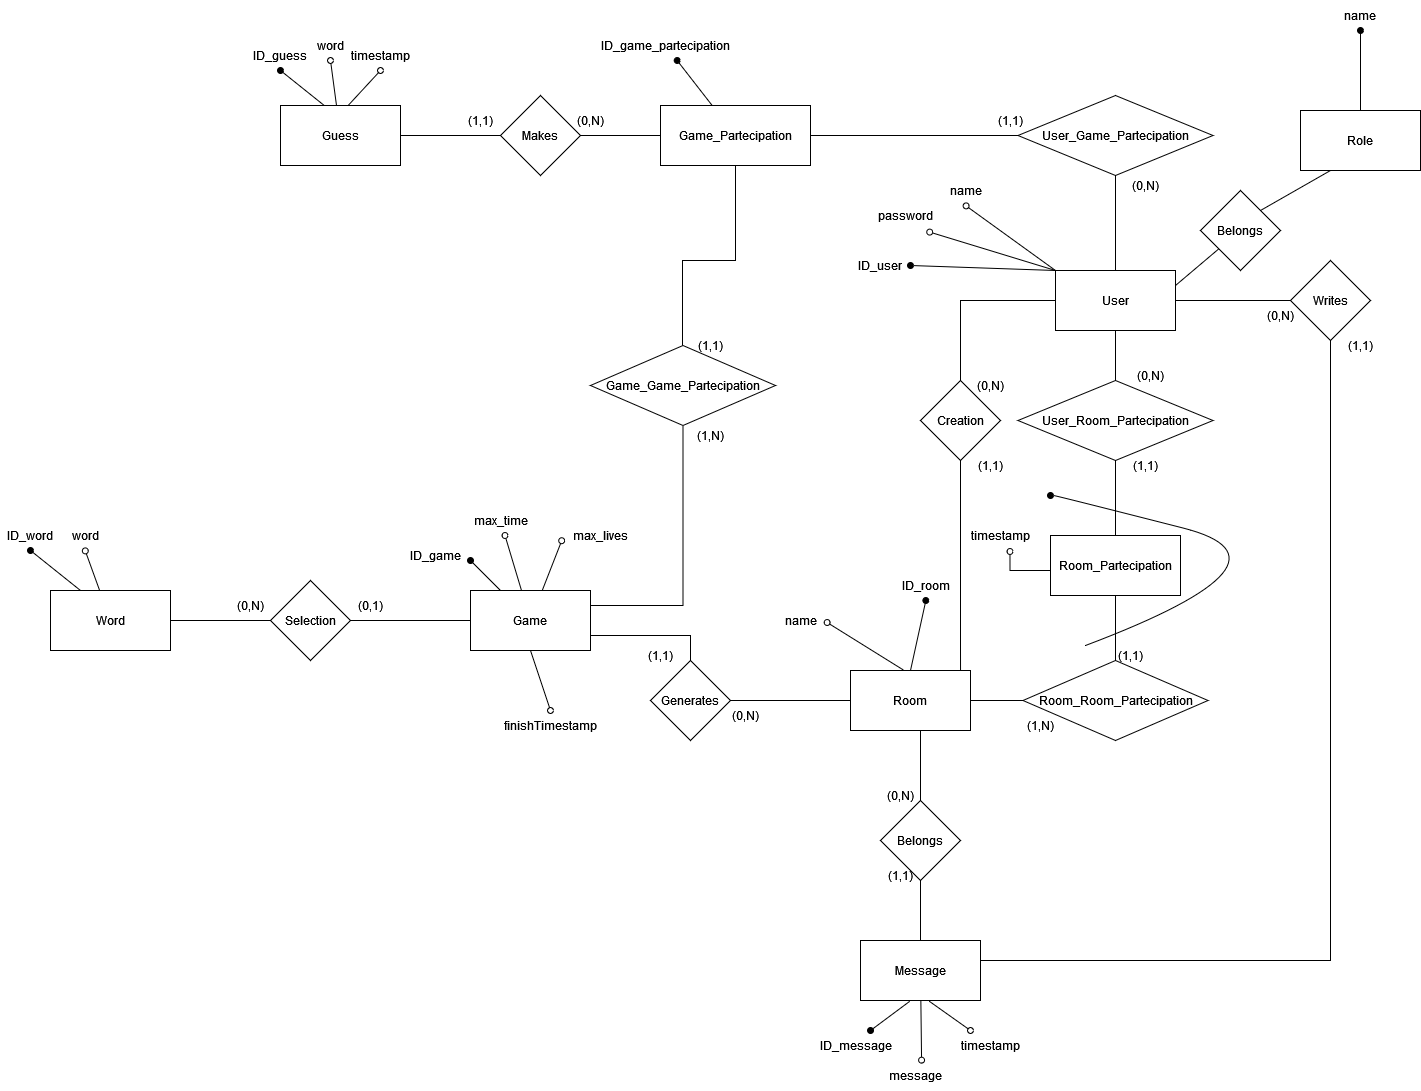 name
word
ID_guess
timestamp
ID_game_partecipation
Guess
(1,1)
Makes
(0,N)
Game_Partecipation
(1,1)
User_Game_Partecipation
Role
(0,N)
name
password
Belongs
ID_user
User
Writes
(0,N)
(1,1)
(1,1)
Game_Game_Partecipation
(0,N)
(0,N)
Creation
User_Room_Partecipation
(1,N)
(1,1)
(1,1)
max_time
ID_word
word
max_lives
timestamp
ID_game
Room_Partecipation
ID_room
(0,N)
(0,1)
Word
Selection
Game
name
(1,1)
(1,1)
Generates
Room
Room_Room_Partecipation
(0,N)
(1,N)
finishTimestamp
(0,N)
Belongs
(1,1)
Message
ID_message
timestamp
message